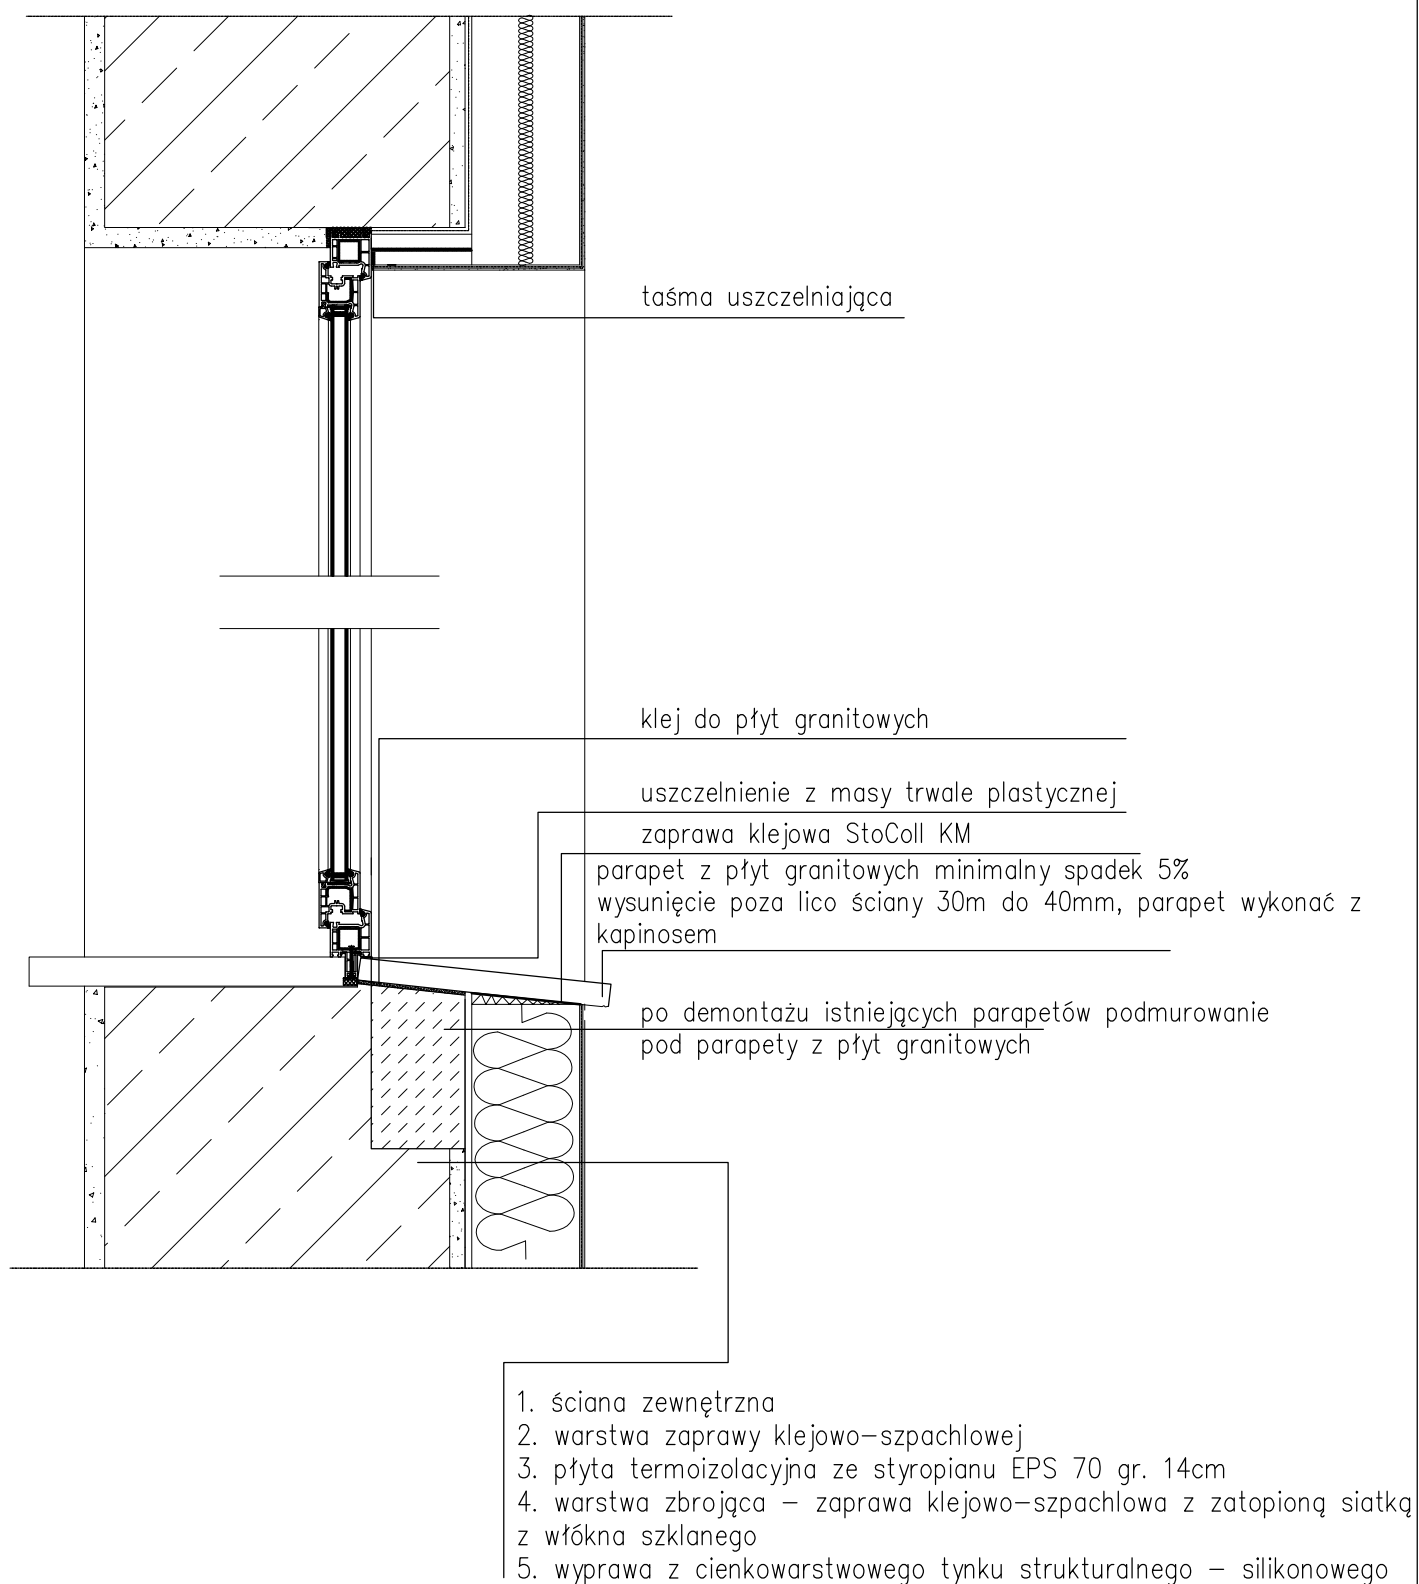 taśma uszczelniająca
klej do płyt granitowych
uszczelnienie z masy trwale plastycznej
zaprawa klejowa StoColl KM
parapet z płyt granitowych minimalny spadek 5%
wysunięcie poza lico ściany 30m do 40mm, parapet wykonać z
kapinosem
po demontażu istniejących parapetów podmurowanie
pod parapety z płyt granitowych
1. ściana zewnętrzna
2. warstwa zaprawy klejowo–szpachlowej
3. płyta termoizolacyjna ze styropianu EPS 70 gr. 14cm
4. warstwa zbrojąca – zaprawa klejowo–szpachlowa z zatopioną siatką
z włókna szklanego
5. wyprawa z cienkowarstwowego tynku strukturalnego – silikonowego